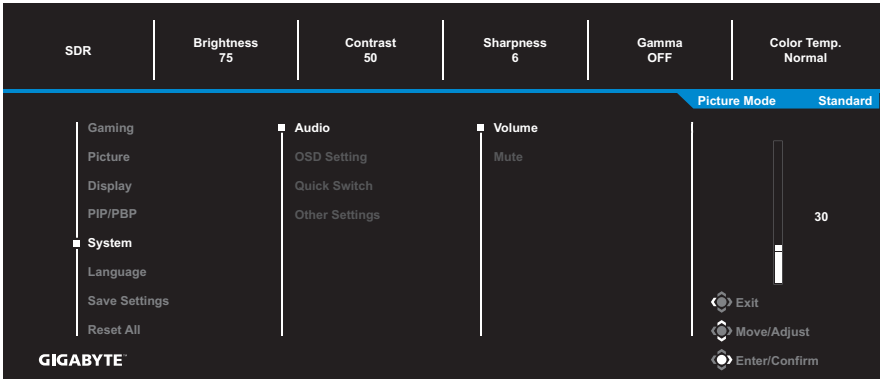 SDR
Brightness
75
Contrast
50
Sharpness
6
Gamma
OFF
Color Temp.
Normal
Picture Mode Standard
Gaming
Picture
Display
PIP/PBP
System
Language
Save Settings
Reset All
Audio
OSD Setting
Quick Switch
Other Settings
Volume
Mute
30
Exit
Move/Adjust
Enter/Confirm
GIGABYTE™